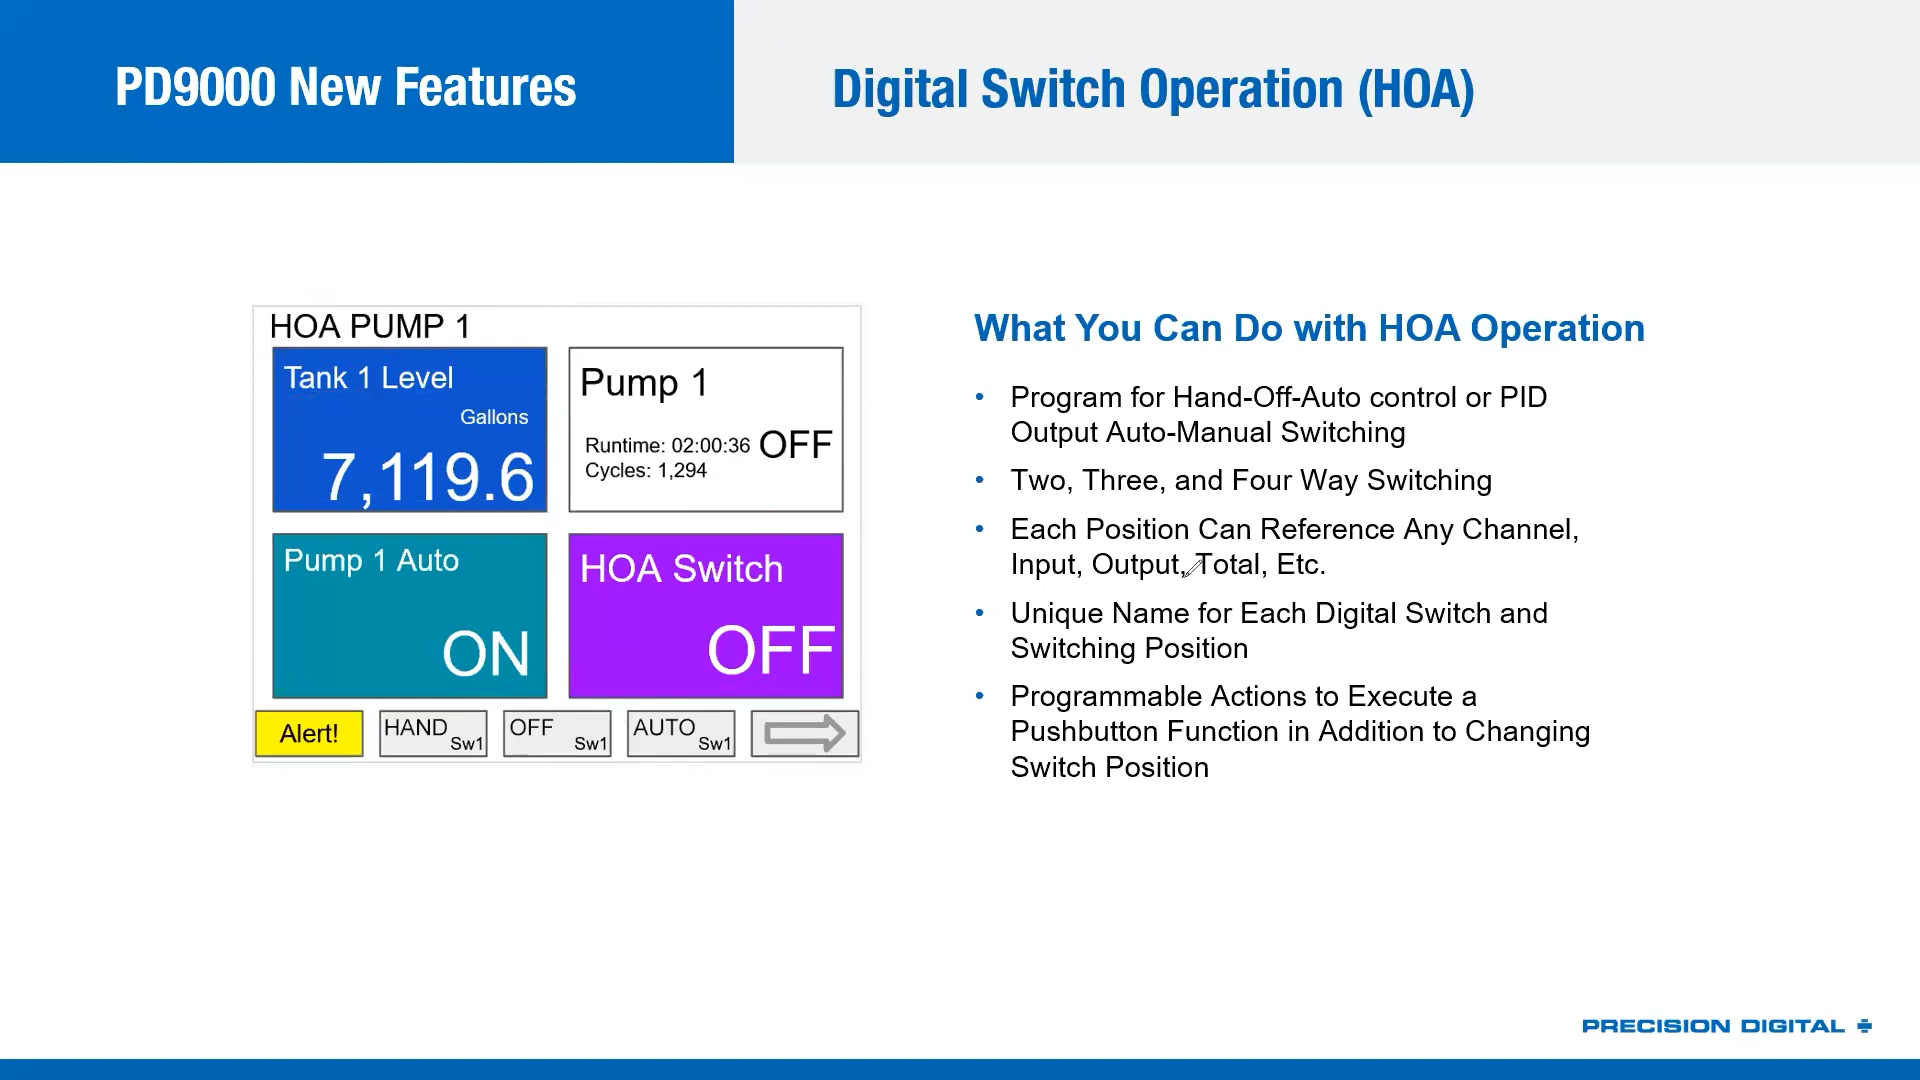 PD9000 New Features
Digital Switch Operation (HOA)
HOA PUMP 1
Tank 1 Level
Gallons
7,119.6
Pump 1
Runtime: 02:00:36 OFF
Cycles: 1,294
Pump 1 Auto
ON
HOA Switch
OFF
Alert!
HAND
Sw1
OFF
Sw1
AUTO
Sw1
What You Can Do with HOA Operation
• Program for Hand-Off-Auto control or PID
Output Auto-Manual Switching
• Two, Three, and Four Way Switching
• Each Position Can Reference Any Channel,
Input, Output, Total, Etc.
• Unique Name for Each Digital Switch and
Switching Position
• Programmable Actions to Execute a
Pushbutton Function in Addition to Changing
Switch Position
PRECISION DIGITAL